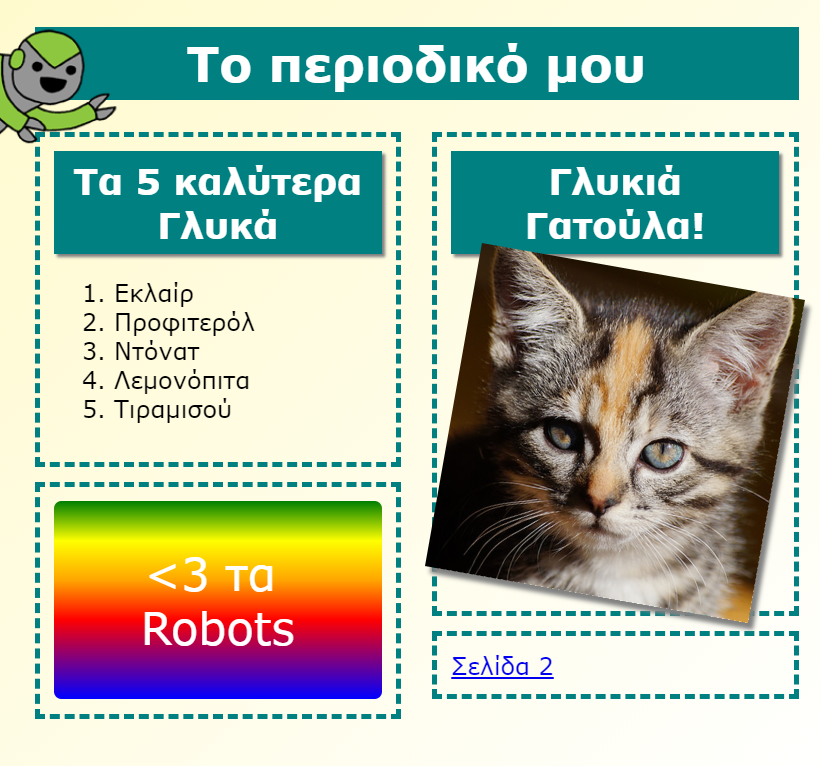 Το περιοδικό μου
Τα 5 καλύτερα
Γλυκά
1. Εκλαίρ
2. Προφιτερόλ
3. Ντόνατ
4. Λεμονόπιτα
5. Τιραμισού
<3 τα
Robots
Γλυκιά
Γατούλα!
Σελίδα 2